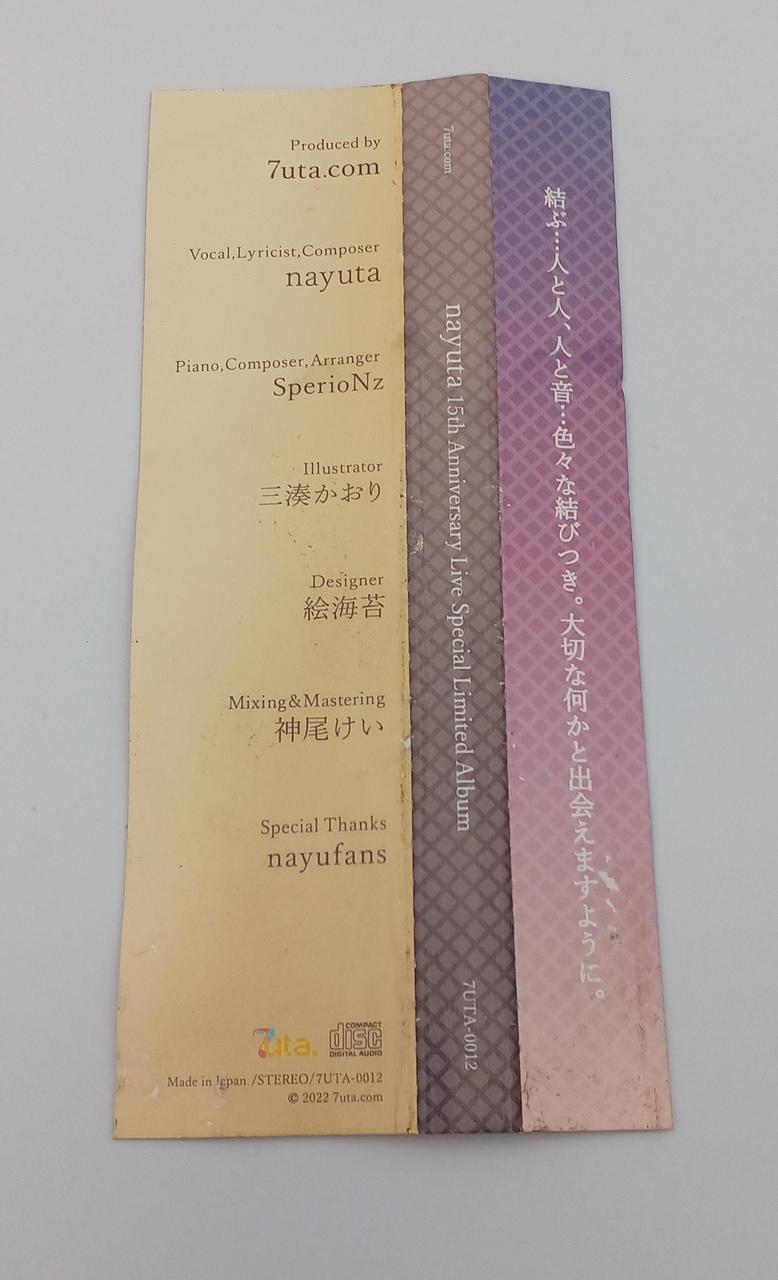 Produced by
7uta.com
Vocal,Lyricist,Composer
nayuta
Piano,Composer,Arranger
SperioNz
Illustrator
三湊かおり
Designer
絵海苔
Mixing&Mastering
神尾けい
Special Thanks
nayufans
7uta.
COMPACT
disc
DIGITAL AUDIO
Made in Japan./STEREO/7UTA-0012
© 2022 7uta.com
7uta.com
nayuta 15th Anniversary Live Special Limited Album
7UTA-0012
結ぶ…人と人、人と音…色々な結びつき。大切な何かと出会えますように。